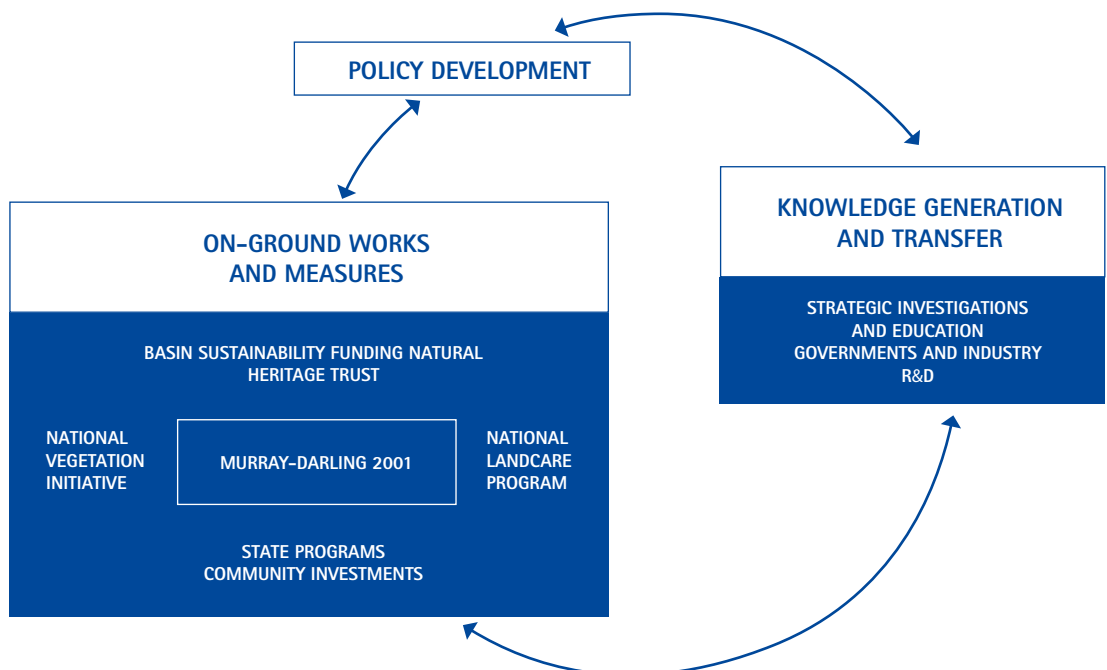 POLICY DEVELOPMENT
KNOWLEDGE GENERATION
AND TRANSFER
STRATEGIC INVESTIGATIONS
AND EDUCATION
GOVERNMENTS AND INDUSTRY
R&D
ON-GROUND WORKS
AND MEASURES
BASIN SUSTAINABILITY FUNDING NATURAL
HERITAGE TRUST
NATIONAL
VEGETATION
INITIATIVE
MURRAY-DARLING 2001
NATIONAL
LANDCARE
PROGRAM
STATE PROGRAMS
COMMUNITY INVESTMENTS